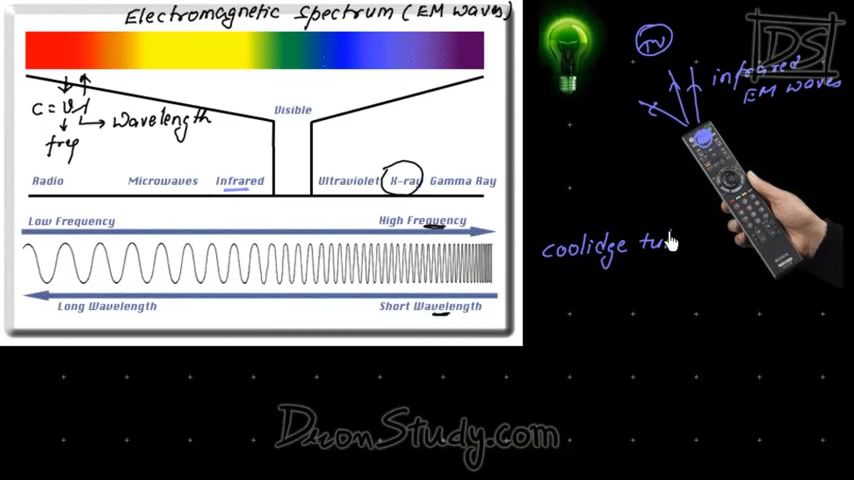 Electromagnetic Spectrum (EM waves)
C = νλ
wavelength
freq
Visible
Radio Microwaves Infrared Ultraviolet X-ray Gamma Ray
Low Frequency High Frequency
Long Wavelength Short Wavelength
TV
DS
infrared
EM waves
SONY
coolidge tu
DronStudy.com